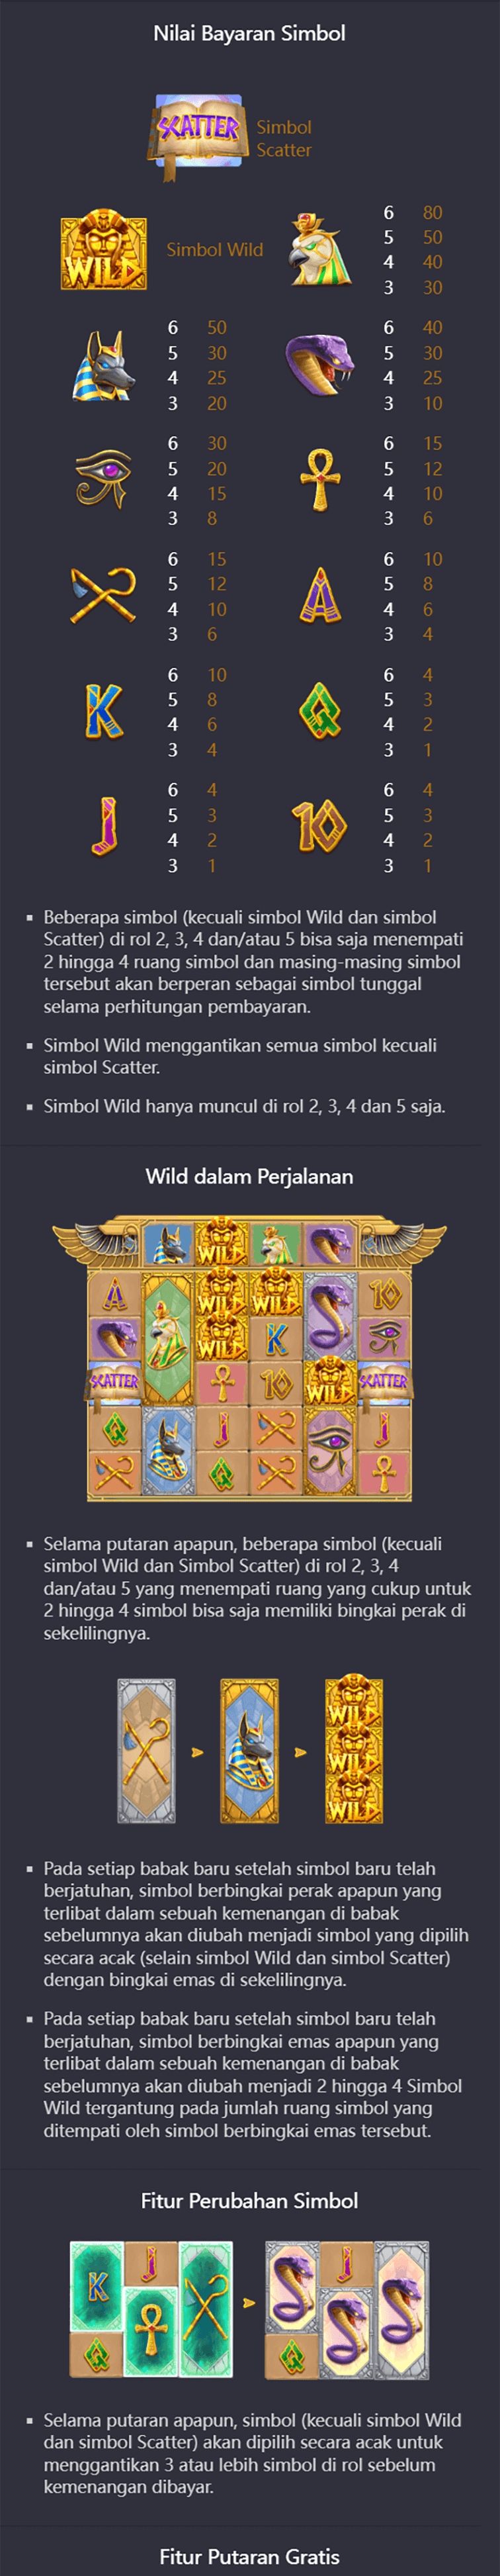 Nilai Bayaran Simbol
SCATTER
Simbol
Scatter
WILD
Simbol Wild
6 80
5 50
4 40
3 30
6 50
5 30
4 25
3 20
6 40
5 30
4 25
3 10
6 30
5 20
4 15
3 8
6 15
5 12
4 10
3 6
6 15
5 12
4 10
3 6
A
6 10
5 8
4 6
3 4
K
6 10
5 8
4 6
3 4
Q
6 4
5 3
4 2
3 1
J
6 4
5 3
4 2
3 1
10
6 4
5 3
4 2
3 1
▪ Beberapa simbol (kecuali simbol Wild dan simbol
Scatter) di rol 2, 3, 4 dan/atau 5 bisa saja menempati
2 hingga 4 ruang simbol dan masing-masing simbol
tersebut akan berperan sebagai simbol tunggal
selama perhitungan pembayaran.
▪ Simbol Wild menggantikan semua simbol kecuali
simbol Scatter.
▪ Simbol Wild hanya muncul di rol 2, 3, 4 dan 5 saja.
Wild dalam Perjalanan
WILD
A WILD WILD 10
WILD K
SCATTER 10 WILD SCATTER
Q J J
Q
▪ Selama putaran apapun, beberapa simbol (kecuali
simbol Wild dan Simbol Scatter) di rol 2, 3, 4
dan/atau 5 yang menempati ruang yang cukup untuk
2 hingga 4 simbol bisa saja memiliki bingkai perak di
sekelilingnya.
WILD
WILD
WILD
▪ Pada setiap babak baru setelah simbol baru telah
berjatuhan, simbol berbingkai perak apapun yang
terlibat dalam sebuah kemenangan di babak
sebelumnya akan diubah menjadi simbol yang dipilih
secara acak (selain simbol Wild dan simbol Scatter)
dengan bingkai emas di sekelilingnya.
▪ Pada setiap babak baru setelah simbol baru telah
berjatuhan, simbol berbingkai emas apapun yang
terlibat dalam sebuah kemenangan di babak
sebelumnya akan diubah menjadi 2 hingga 4 Simbol
Wild tergantung pada jumlah ruang simbol yang
ditempati oleh simbol berbingkai emas tersebut.
Fitur Perubahan Simbol
K J J
Q Q
▪ Selama putaran apapun, simbol (kecuali simbol Wild
dan simbol Scatter) akan dipilih secara acak untuk
menggantikan 3 atau lebih simbol di rol sebelum
kemenangan dibayar.
Fitur Putaran Gratis